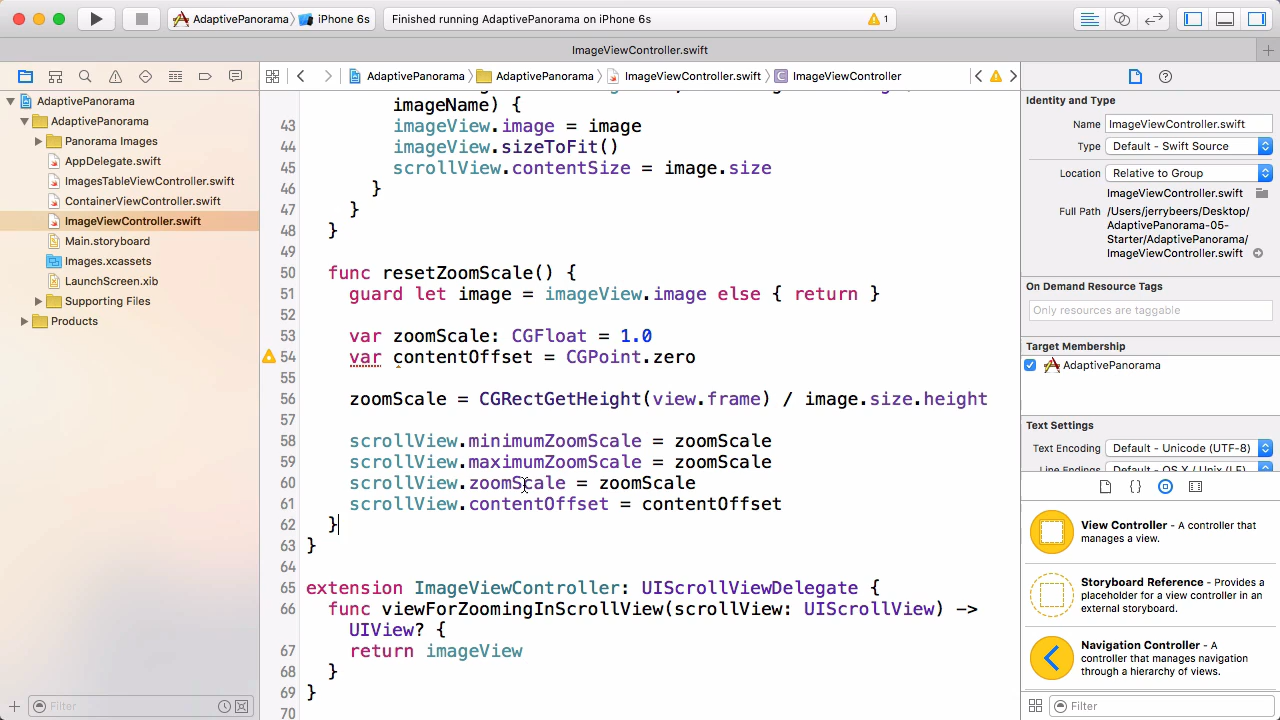 AdaptivePanorama
iPhone 6s
Finished running AdaptivePanorama on iPhone 6s
1
ImageViewController.swift
AdaptivePanorama
AdaptivePanorama
ImageViewController.swift
C
ImageViewController
AdaptivePanorama
AdaptivePanorama
Panorama Images
AppDelegate.swift
ImagesTableViewController.swift
ContainerViewController.swift
ImageViewController.swift
Main.storyboard
Images.xcassets
LaunchScreen.xib
Supporting Files
Products
Filter
imageName) {
43 imageView.image = image
44 imageView.sizeToFit()
45 scrollView.contentSize = image.size
46 }
47 }
48 }
49
50 func resetZoomScale() {
51 guard let image = imageView.image else { return }
52
53 var zoomScale: CGFloat = 1.0
54 var contentOffset = CGPoint.zero
55
56 zoomScale = CGRectGetHeight(view.frame) / image.size.height
57
58 scrollView.minimumZoomScale = zoomScale
59 scrollView.maximumZoomScale = zoomScale
60 scrollView.zoomScale = zoomScale
61 scrollView.contentOffset = contentOffset
62 }
63 }
64
65 extension ImageViewController: UIScrollViewDelegate {
66 func viewForZoomingInScrollView(scrollView: UIScrollView) ->
UIView? {
67 return imageView
68 }
69 }
70
Identity and Type
Name ImageViewController.swift
Type Default - Swift Source
Location Relative to Group
ImageViewController.swift
Full Path /Users/jerrybeers/Desktop/
AdaptivePanorama-05-
Starter/AdaptivePanorama/
ImageViewController.swift
On Demand Resource Tags
Only resources are taggable
Target Membership
AdaptivePanorama
Text Settings
Text Encoding Default - Unicode (UTF-8)
Line Endings Default - OS X / Unix (LF)
View Controller - A controller that
manages a view.
Storyboard Reference - Provides a
placeholder for a view controller in an
external storyboard.
Navigation Controller - A
controller that manages navigation
through a hierarchy of views.
Filter